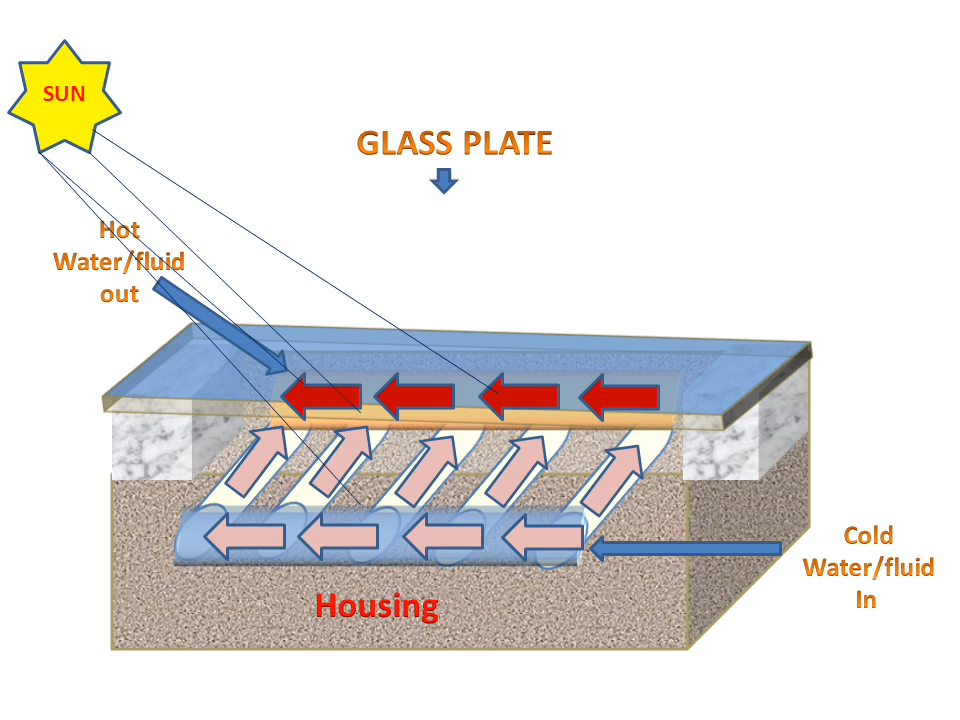 SUN
GLASS PLATE
Hot
Water/fluid
out
Cold
Water/fluid
In
Housing